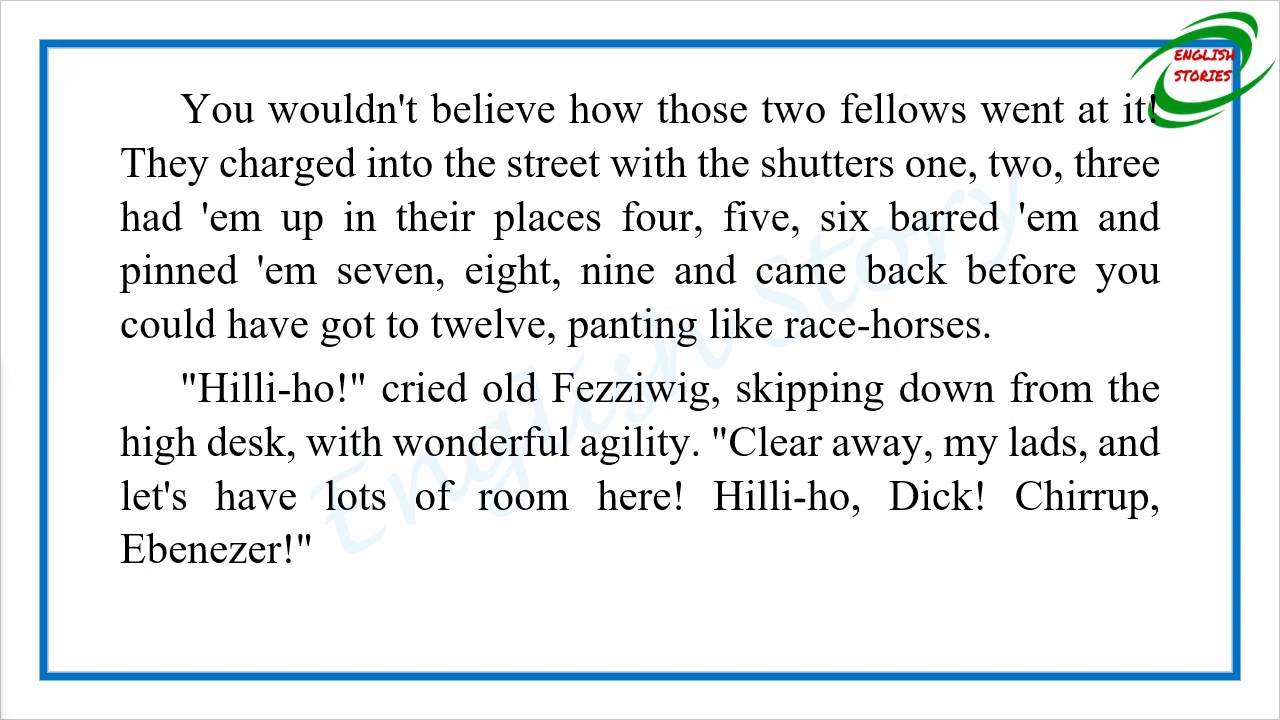 ENGLISH
STORIES
You wouldn't believe how those two fellows went at it!
They charged into the street with the shutters one, two, three
had 'em up in their places four, five, six barred 'em and
pinned 'em seven, eight, nine and came back before you
could have got to twelve, panting like race-horses.
"Hilli-ho!" cried old Fezziwig, skipping down from the
high desk, with wonderful agility. "Clear away, my lads, and
let's have lots of room here! Hilli-ho, Dick! Chirrup,
Ebenezer!"
English Story